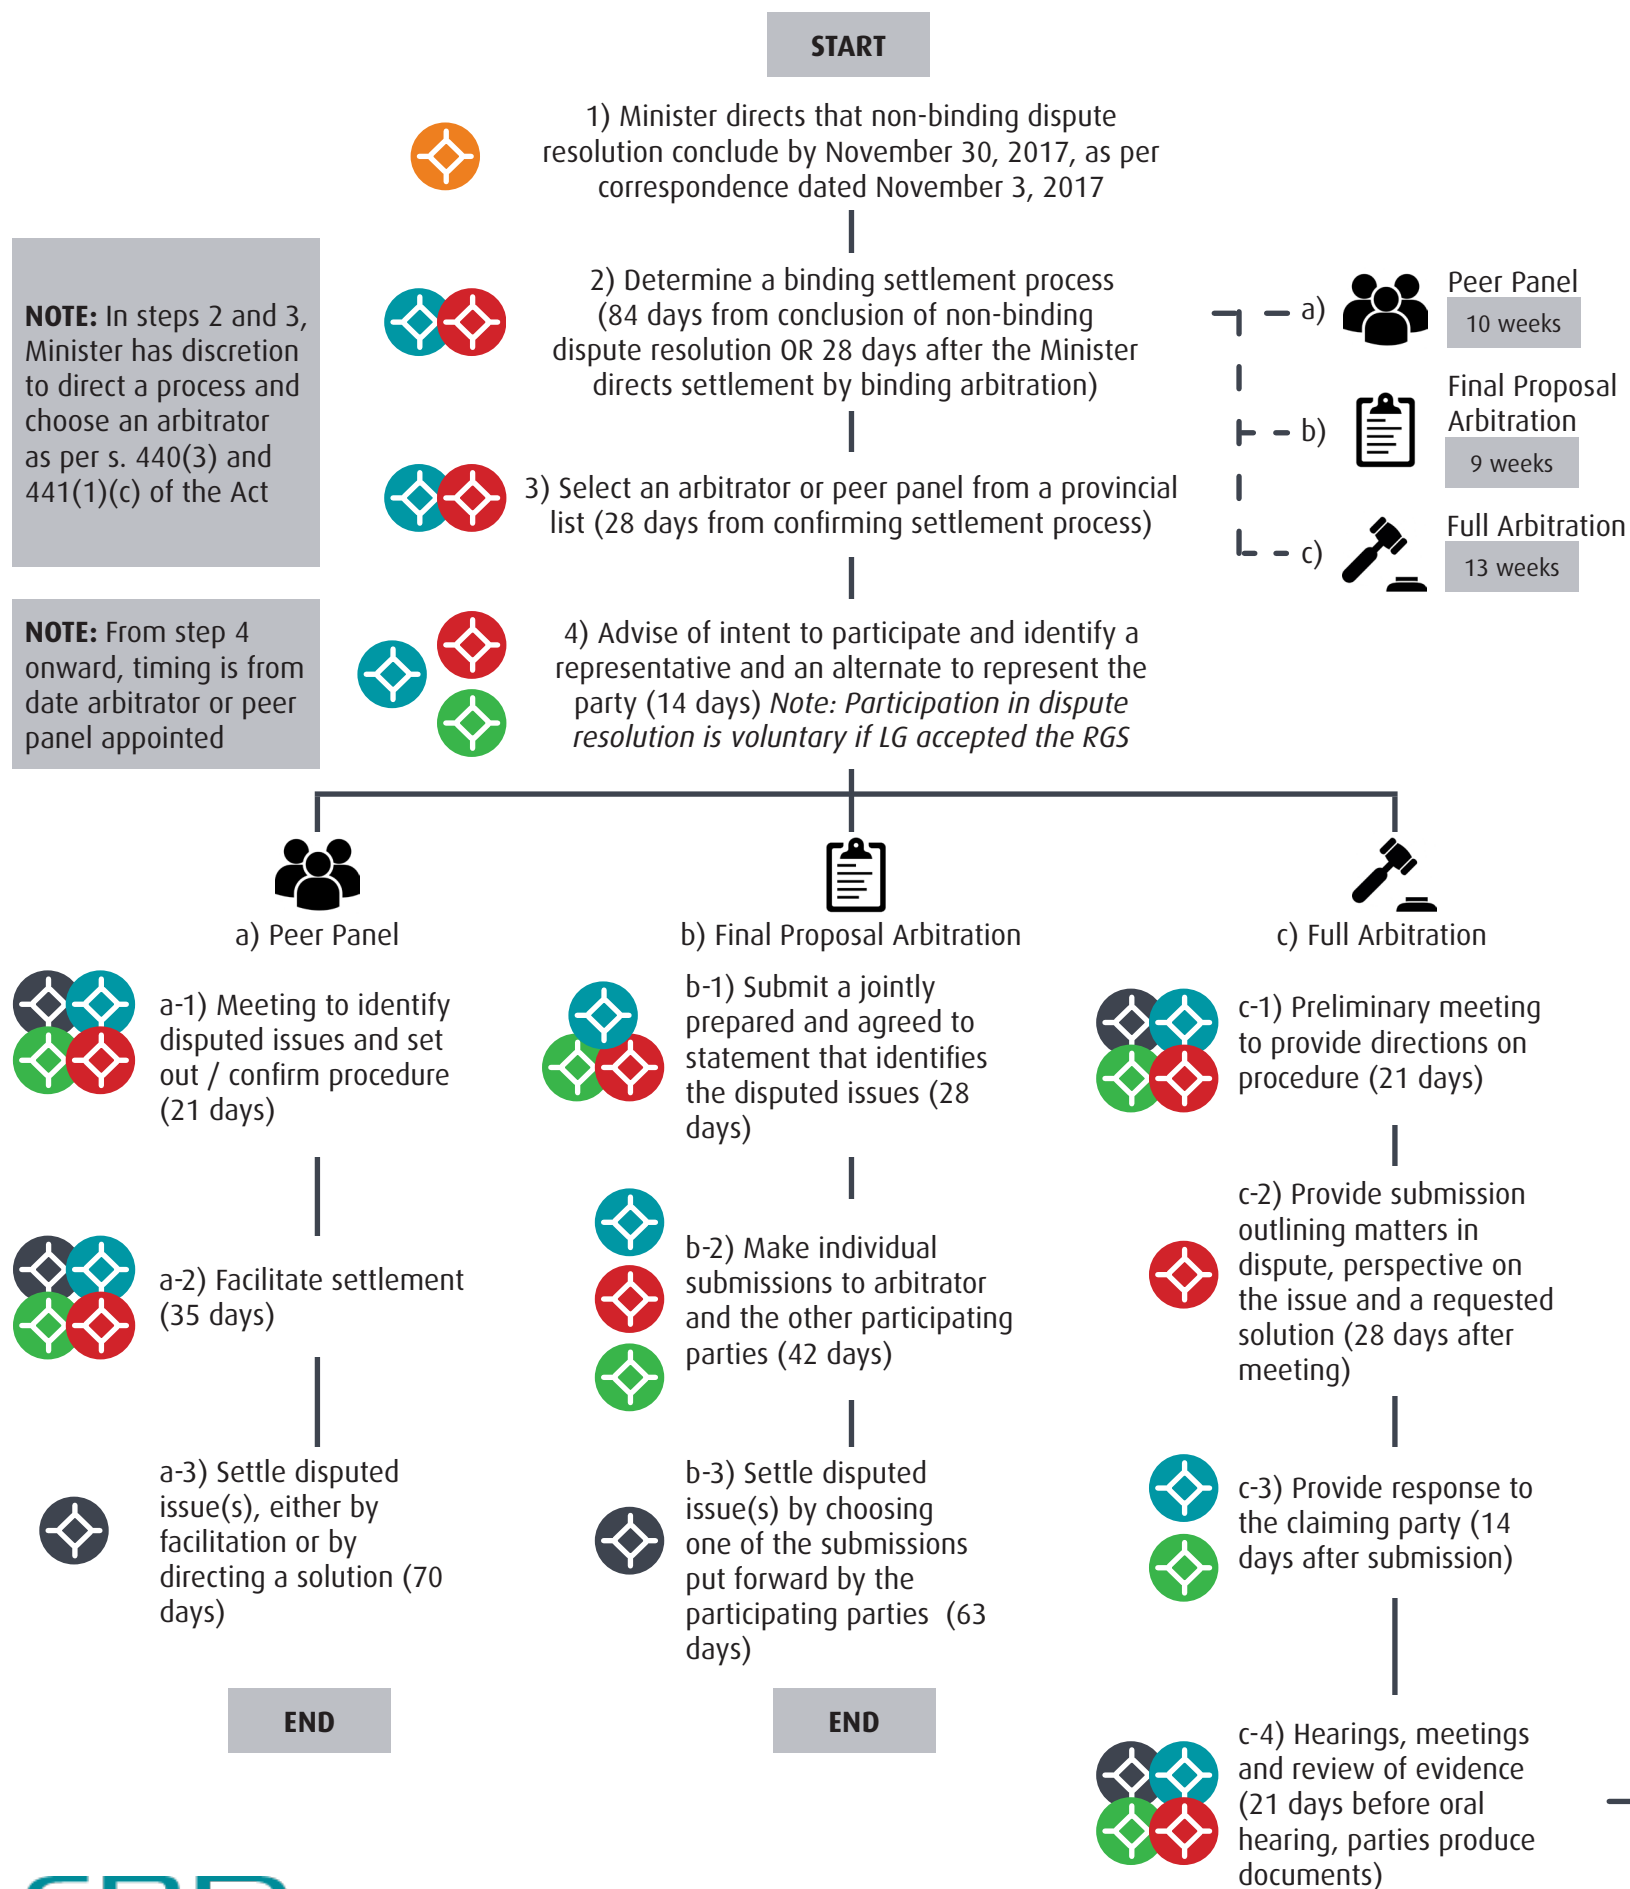 START
1) Minister directs that non-binding dispute
resolution conclude by November 30, 2017, as per
correspondence dated November 3, 2017
NOTE: In steps 2 and 3,
Minister has discretion
to direct a process and
choose an arbitrator
as per s. 440(3) and
441(1)(c) of the Act
2) Determine a binding settlement process
(84 days from conclusion of non-binding
dispute resolution OR 28 days after the Minister
directs settlement by binding arbitration)
a)
Peer Panel
10 weeks
b)
Final Proposal
Arbitration
9 weeks
c)
Full Arbitration
13 weeks
3) Select an arbitrator or peer panel from a provincial
list (28 days from confirming settlement process)
NOTE: From step 4
onward, timing is from
date arbitrator or peer
panel appointed
4) Advise of intent to participate and identify a
representative and an alternate to represent the
party (14 days) Note: Participation in dispute
resolution is voluntary if LG accepted the RGS
a) Peer Panel
a-1) Meeting to identify
disputed issues and set
out / confirm procedure
(21 days)
a-2) Facilitate settlement
(35 days)
a-3) Settle disputed
issue(s), either by
facilitation or by
directing a solution (70
days)
END
b) Final Proposal Arbitration
b-1) Submit a jointly
prepared and agreed to
statement that identifies
the disputed issues (28
days)
b-2) Make individual
submissions to arbitrator
and the other participating
parties (42 days)
b-3) Settle disputed
issue(s) by choosing
one of the submissions
put forward by the
participating parties (63
days)
END
c) Full Arbitration
c-1) Preliminary meeting
to provide directions on
procedure (21 days)
c-2) Provide submission
outlining matters in
dispute, perspective on
the issue and a requested
solution (28 days after
meeting)
c-3) Provide response to
the claiming party (14
days after submission)
c-4) Hearings, meetings
and review of evidence
(21 days before oral
hearing, parties produce
documents)